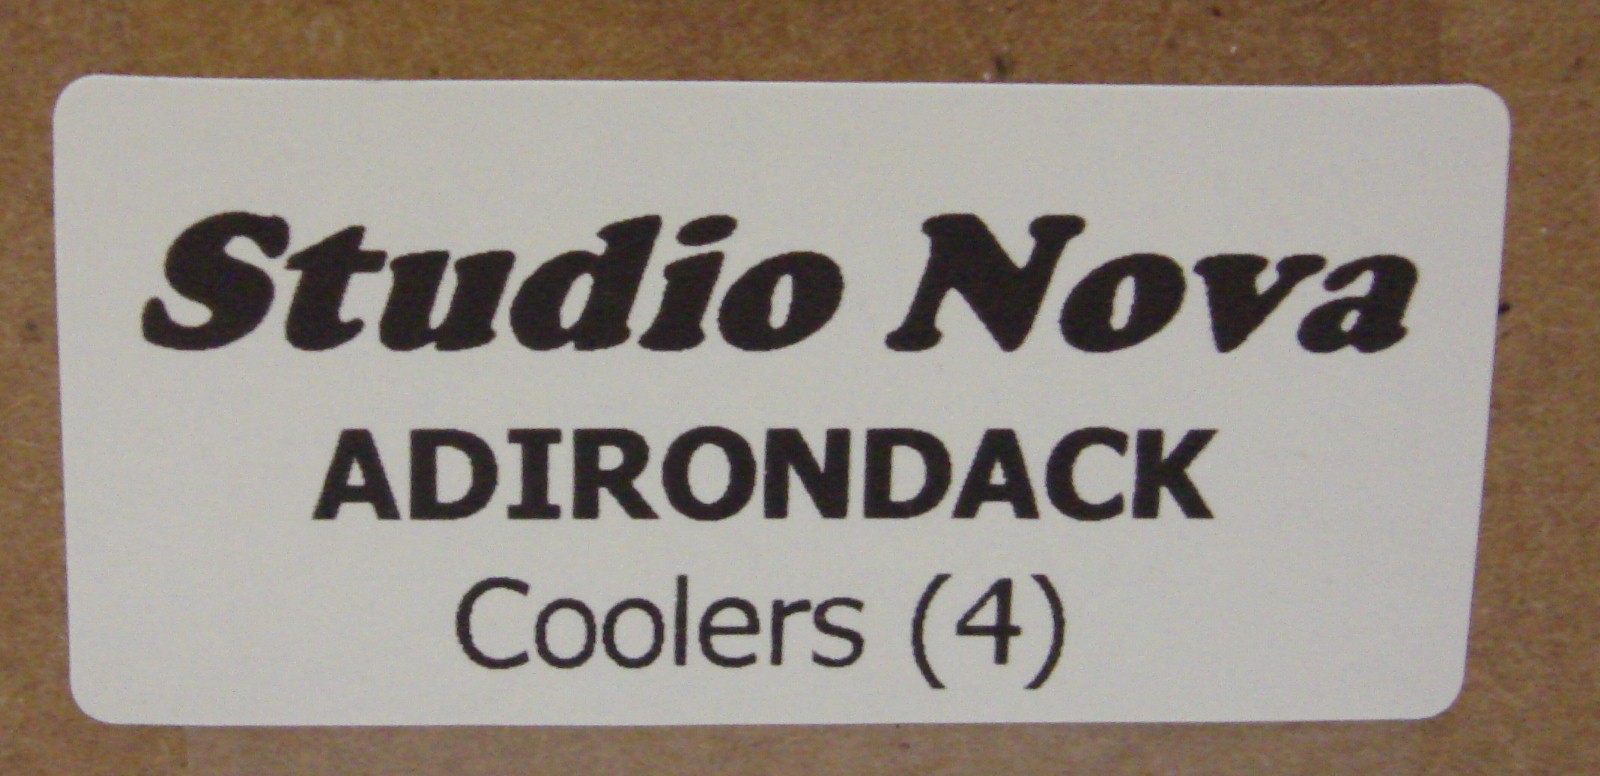 Studio Nova
ADIRONDACK
Coolers (4)